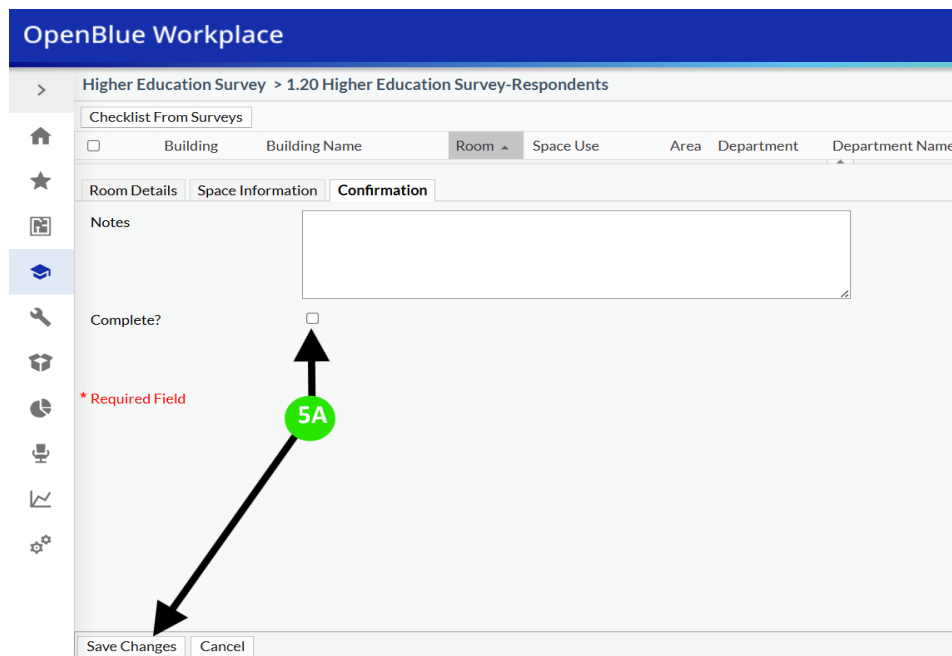 OpenBlue Workplace
Higher Education Survey > 1.20 Higher Education Survey-Respondents
Checklist From Surveys
Building Building Name Room Space Use Area Department Department Name
Room Details Space Information Confirmation
Notes
Complete?
* Required Field
5A
Save Changes Cancel